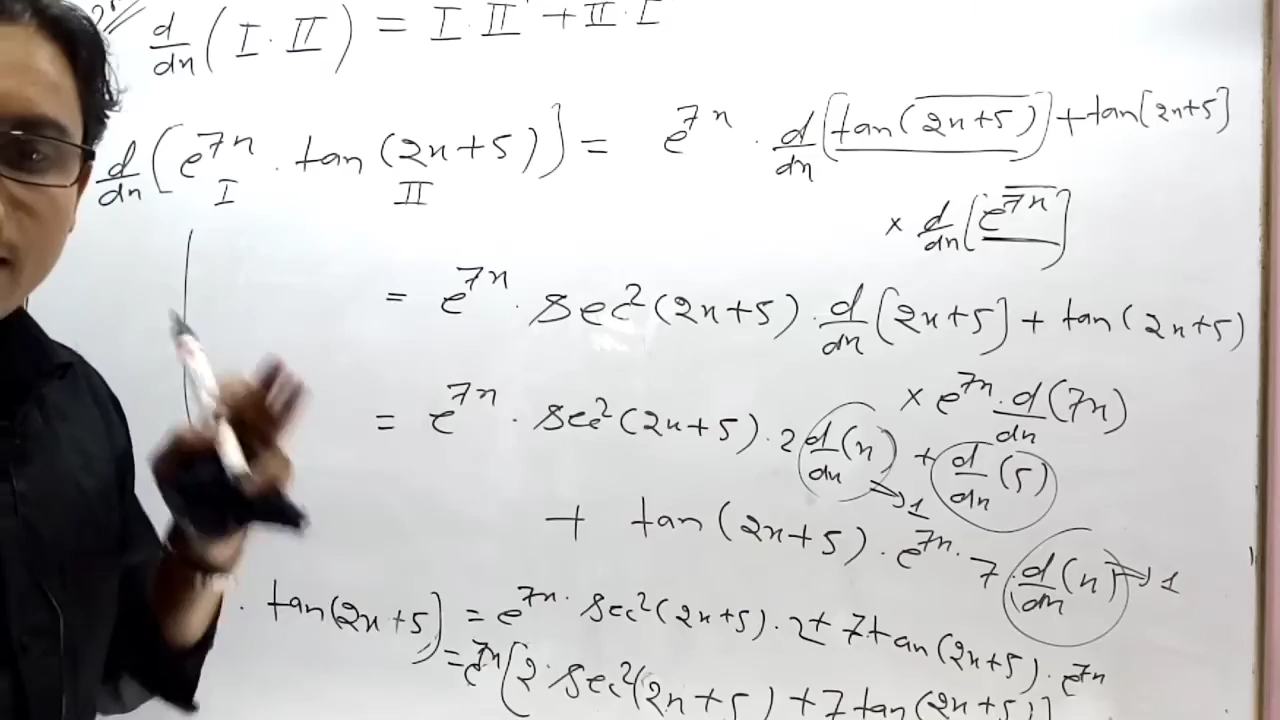 d/dx (I · II) = I · II' + II · I'
d/dx (e^7x · tan (2x+5)) = e^7x · d/dx [tan (2x+5)] + tan(2x+5)
I II
× d/dx [e^7x]
= e^7x · sec²(2x+5) · d/dx (2x+5) + tan(2x+5)
× e^7x · d/dx (7x)
= e^7x · sec²(2x+5) · 2 d/dx (x) + d/dx (5)
→ 1
+ tan(2x+5) · e^7x · 7 d/dx (x) → 1
· tan(2x+5)) = e^7x · sec²(2x+5) · 2 + 7 tan(2x+5) · e^7x
= e^7x (2 · sec²(2x+5) + 7 tan(2x+5))